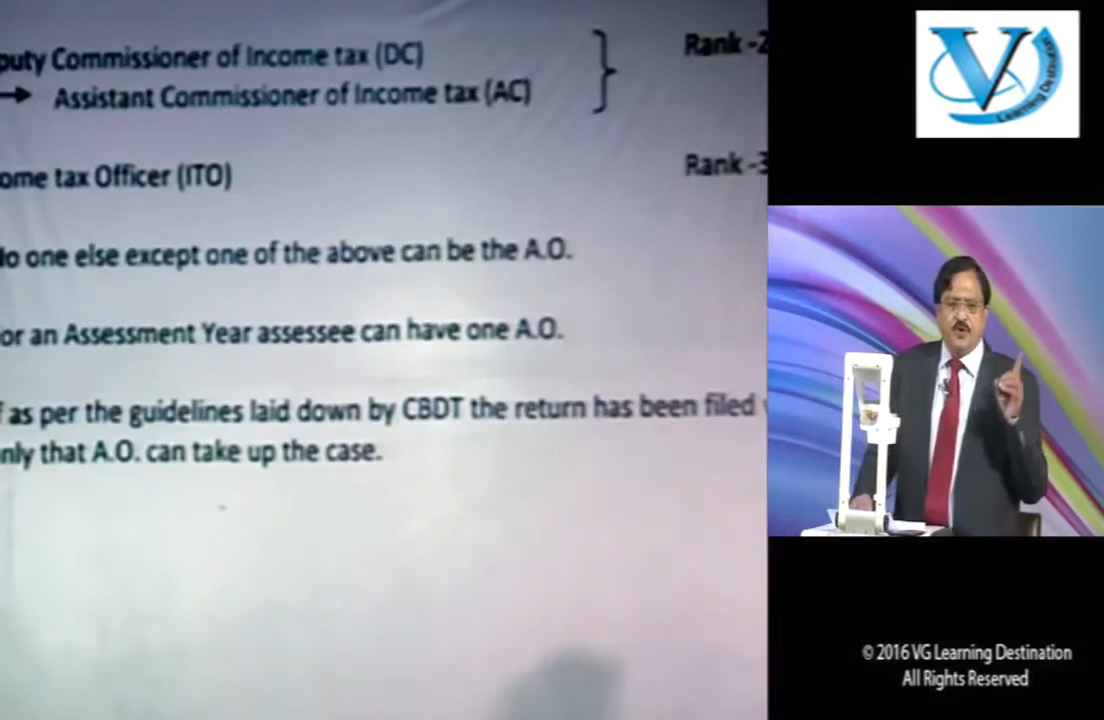 puty Commissioner of Income tax (DC)
Rank -2
Assistant Commissioner of Income tax (AC)
ome tax Officer (ITO)
Rank -3
lo one else except one of the above can be the A.O.
or an Assessment Year assessee can have one A.O.
as per the guidelines laid down by CBDT the return has been filed
nly that A.O. can take up the case.
V
Learning Destination
© 2016 VG Learning Destination
All Rights Reserved